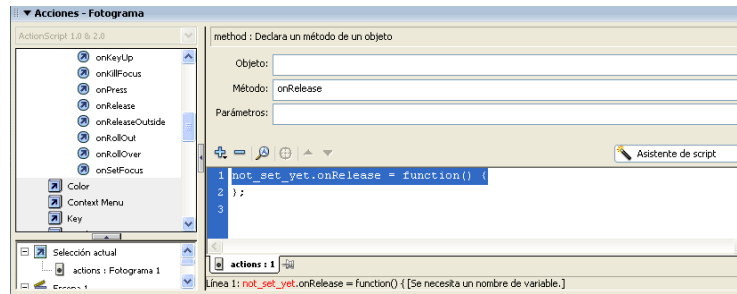 Acciones - Fotograma
ActionScript 1.0 & 2.0
method : Declara un método de un objeto
onKeyUp
onKillFocus
onPress
onRelease
onReleaseOutside
onRollOut
onRollOver
onSetFocus
Color
Context Menu
Key
Objeto:
Método: onRelease
Parámetros:
Asistente de script
1 not_set_yet.onRelease = function() {
2 };
3
Selección actual
actions : Fotograma 1
Escena 1
actions : 1
Línea 1: not_set_yet.onRelease = function() { [Se necesita un nombre de variable.]